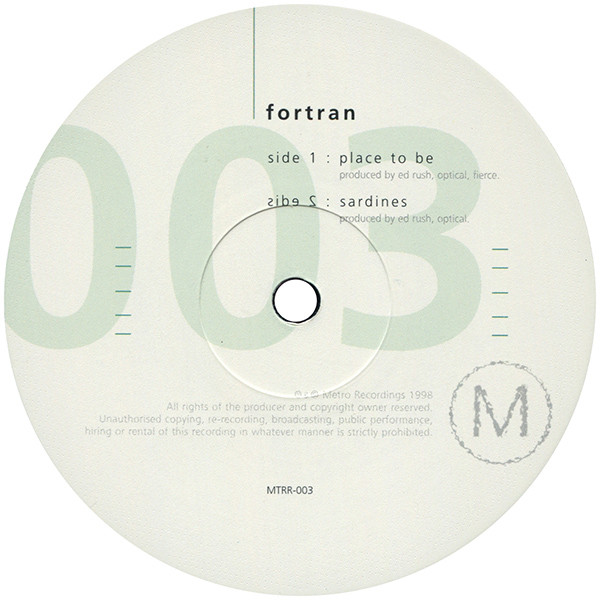 003
fortran
side 1 : place to be
produced by ed rush, optical, fierce.
side 2 : sardines
produced by ed rush, optical.
℗ & © Metro Recordings 1998
All rights of the producer and copyright owner reserved.
Unauthorised copying, re-recording, broadcasting, public performance,
hiring or rental of this recording in whatever manner is strictly prohibited.
M
MTRR-003